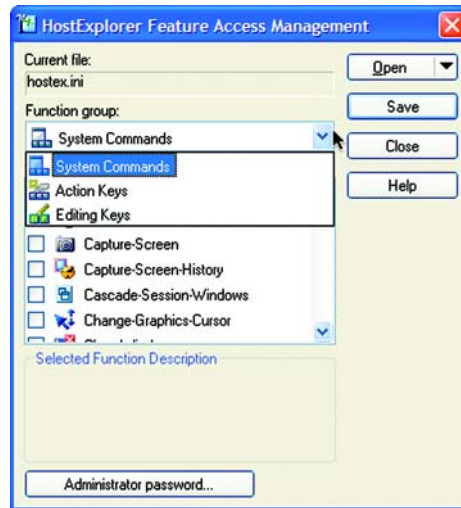 HostExplorer Feature Access Management
Current file:
hostex.ini
Open
Save
Close
Help
Function group:
System Commands
System Commands
Action Keys
Editing Keys
Capture-Screen
Capture-Screen-History
Cascade-Session-Windows
Change-Graphics-Cursor
Selected Function Description
Administrator password...